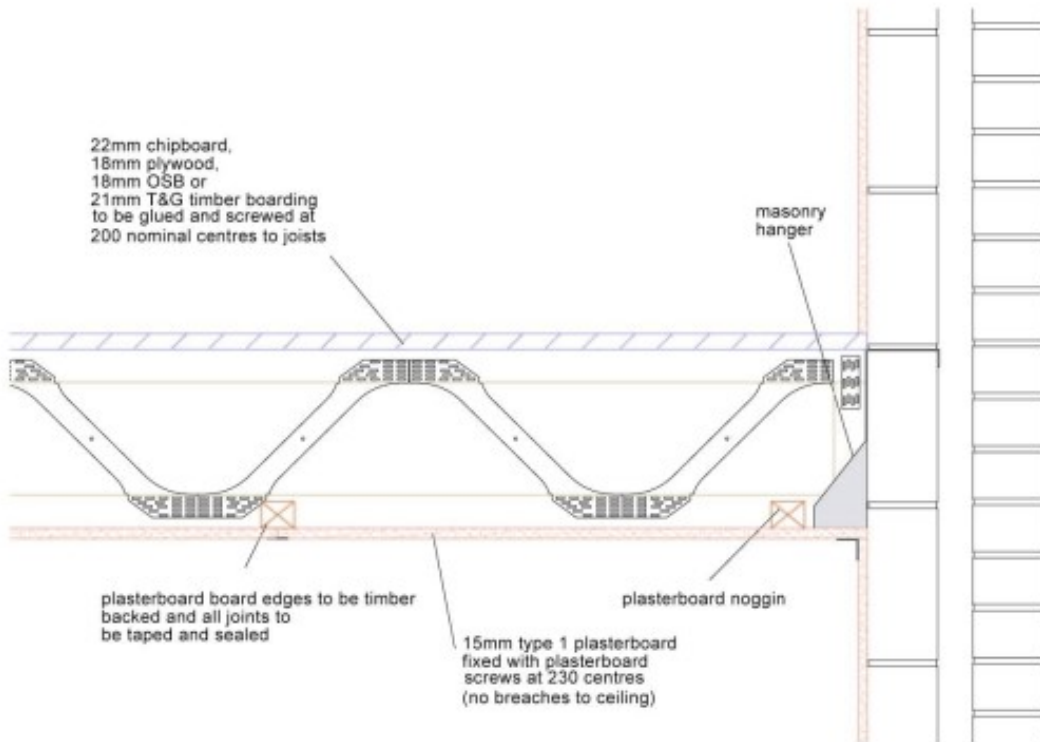 22mm chipboard,
18mm plywood,
18mm OSB or
21mm T&G timber boarding
to be glued and screwed at
200 nominal centres to joists
masonry
hanger
plasterboard board edges to be timber
backed and all joints to
be taped and sealed
plasterboard noggin
15mm type 1 plasterboard
fixed with plasterboard
screws at 230 centres
(no breaches to ceiling)